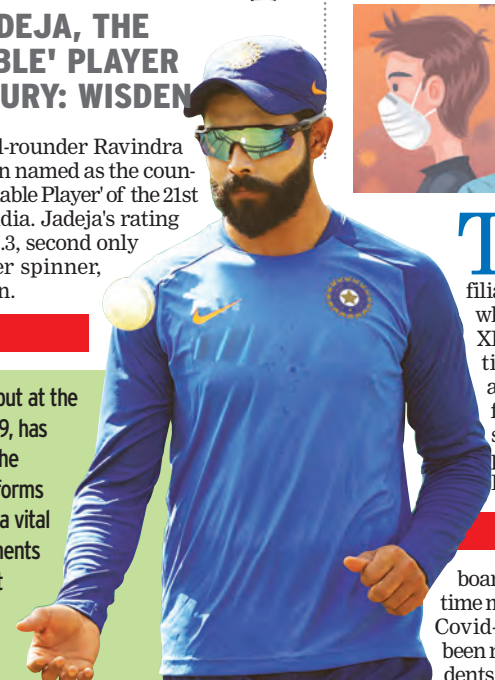 DEJA, THE
BLE' PLAYER
URY: WISDEN
l-rounder Ravindra
n named as the coun-
able Player' of the 21st
dia. Jadeja's rating
.3, second only
er spinner,
n.
out at the
9, has
he
forms
a vital
ments
t
T
filia
wh
XI
ti
a
f
s
boar
time n
Covid-
been r
dents